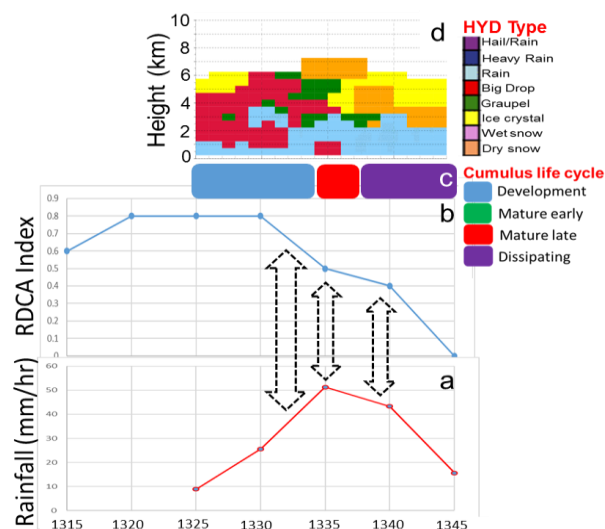 10
8
6
4
2
0
Height (km)
d
HYD Type
Hail/Rain
Heavy Rain
Rain
Big Drop
Graupel
Ice crystal
Wet snow
Dry snow
c
Cumulus life cycle
Development
Mature early
Mature late
Dissipating
0.9
0.8
0.7
0.6
0.5
0.4
0.3
0.2
0.1
0
RDCA Index
b
60
50
40
30
20
10
0
Rainfall (mm/hr)
a
1315 1320 1325 1330 1335 1340 1345